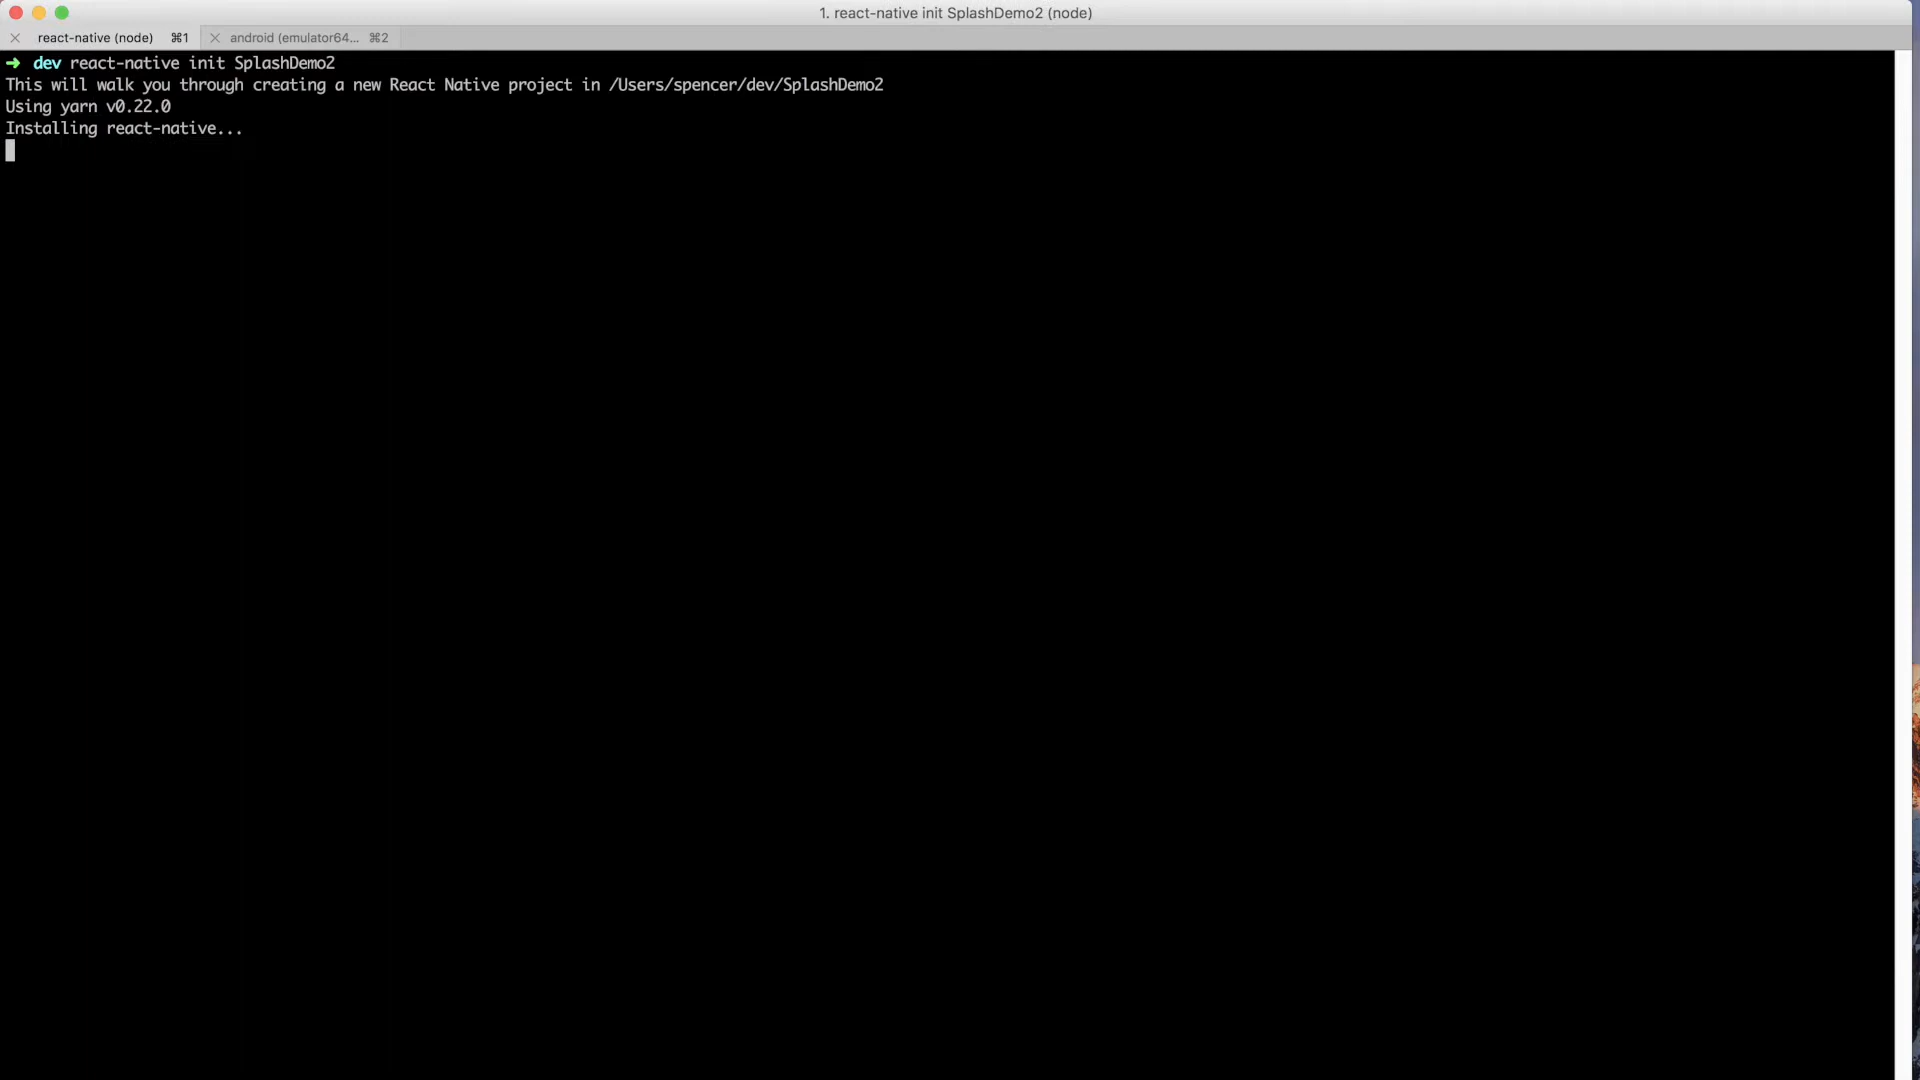 1. react-native init SplashDemo2 (node)
react-native (node) ⌘1 android (emulator64... ⌘2
➜ dev react-native init SplashDemo2
This will walk you through creating a new React Native project in /Users/spencer/dev/SplashDemo2
Using yarn v0.22.0
Installing react-native...